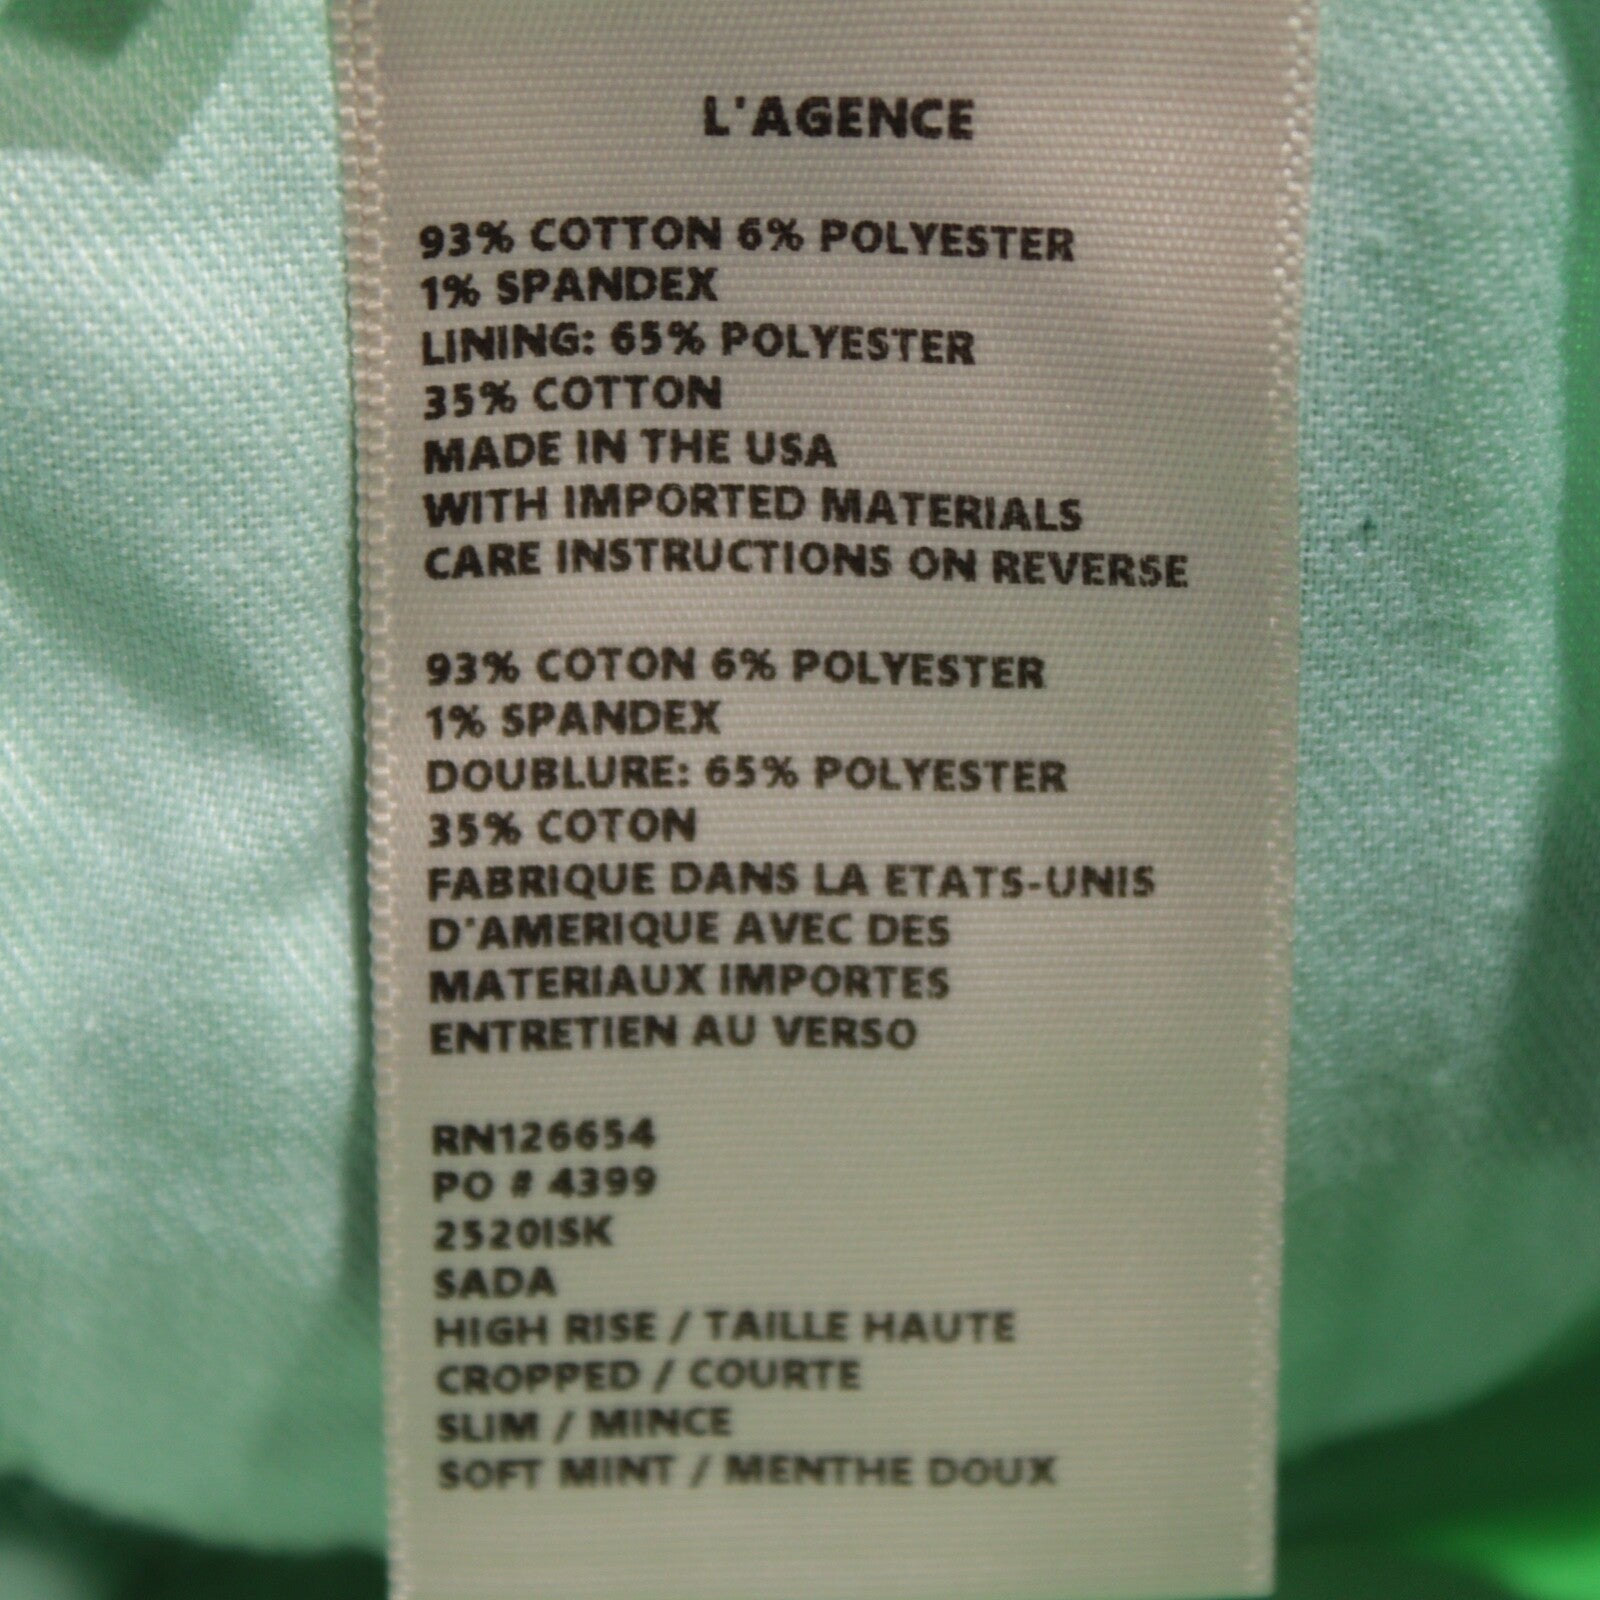 L'AGENCE
93% COTTON 6% POLYESTER
1% SPANDEX
LINING: 65% POLYESTER
35% COTTON
MADE IN THE USA
WITH IMPORTED MATERIALS
CARE INSTRUCTIONS ON REVERSE
93% COTON 6% POLYESTER
1% SPANDEX
DOUBLURE: 65% POLYESTER
35% COTON
FABRIQUE DANS LA ETATS-UNIS
D'AMERIQUE AVEC DES
MATERIAUX IMPORTES
ENTRETIEN AU VERSO
RN126654
PO # 4399
2520ISK
SADA
HIGH RISE / TAILLE HAUTE
CROPPED / COURTE
SLIM / MINCE
SOFT MINT / MENTHE DOUX